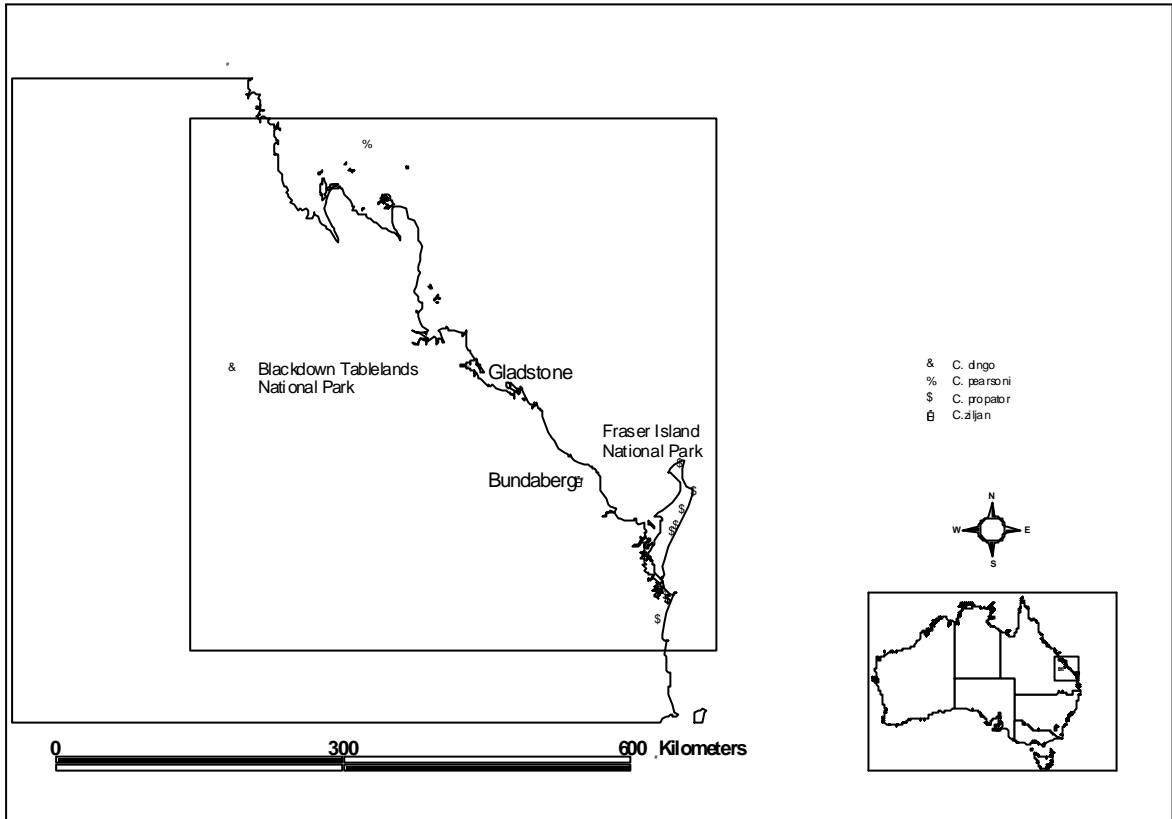 %
& Blackdown Tablelands
National Park
Gladstone
Fraser Island
National Park
Bundaberg
$
$
$
$ $
$
& C. dingo
% C. pearsoni
$ C. propator
C. ziljan
N
W E
S
0 300 600 Kilometers